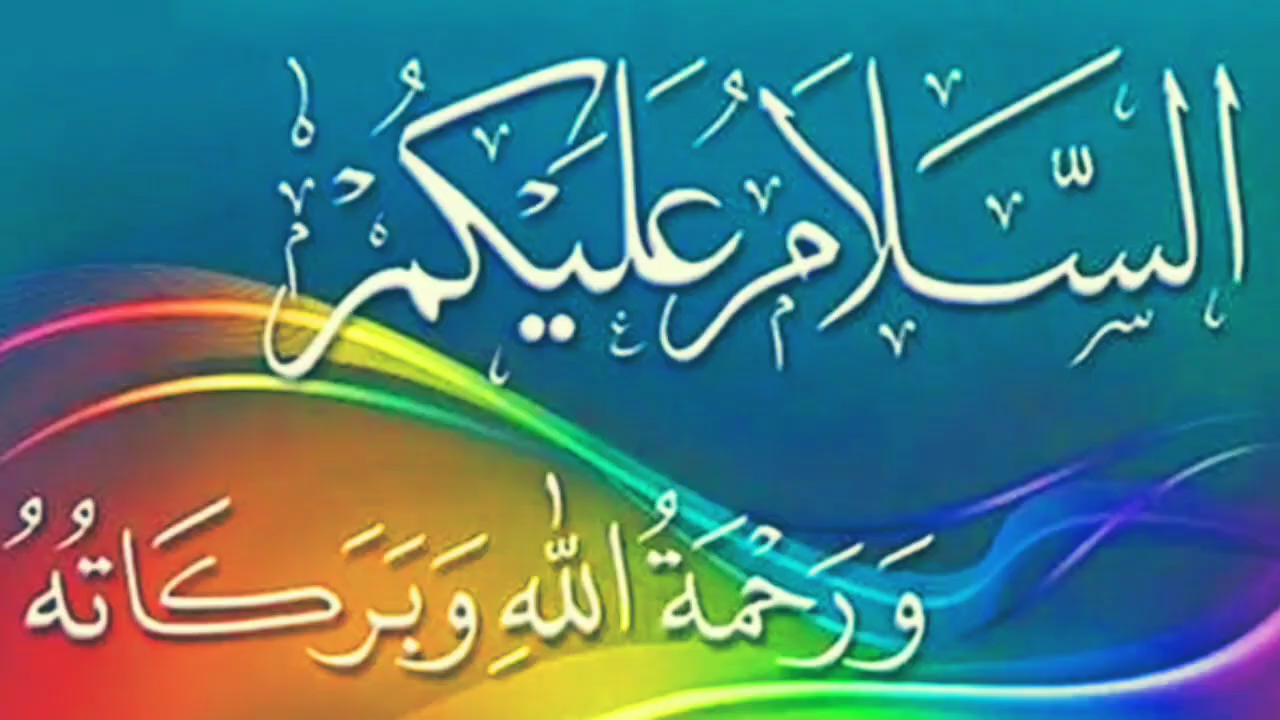 السَّلَامُ عَلَيْكُمْ
وَرَحْمَةُ اللّٰهِ وَبَرَكَاتُهُ